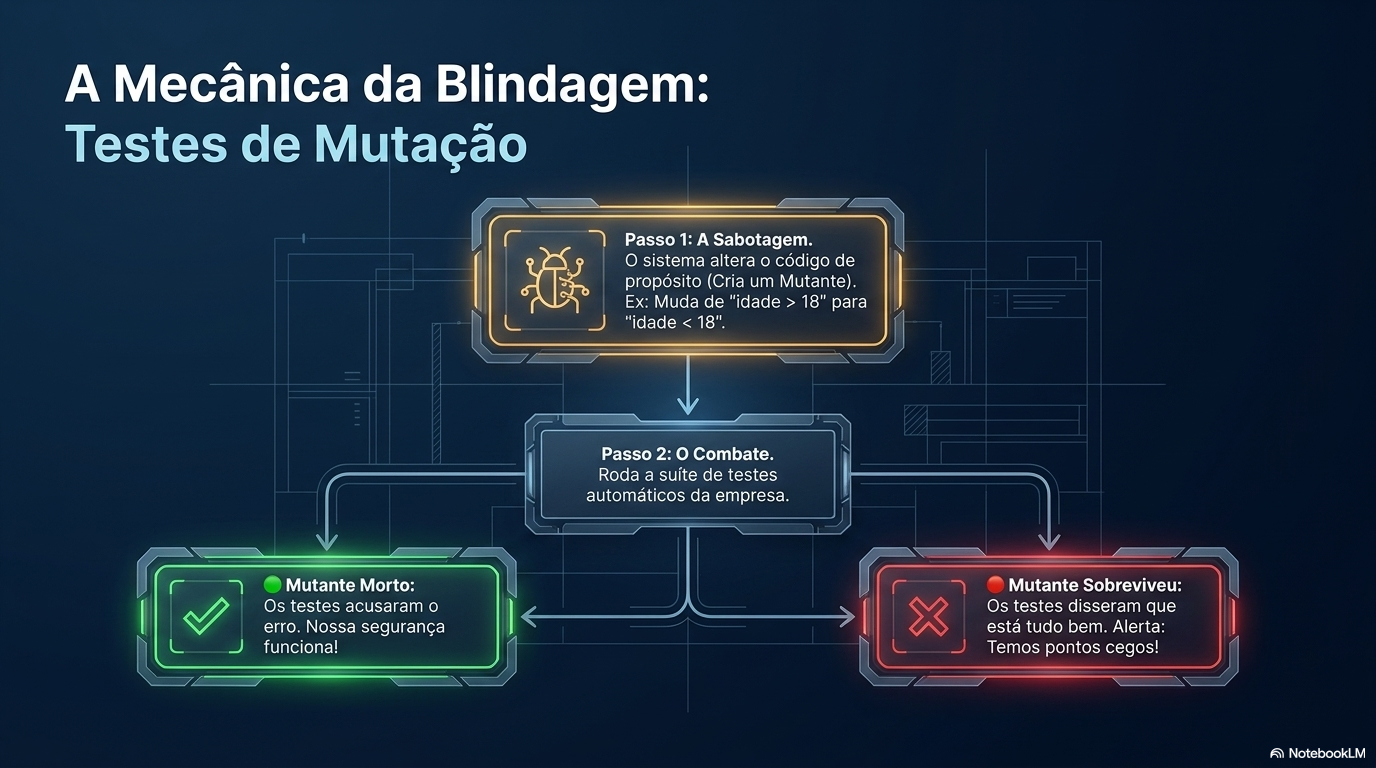 A Mecânica da Blindagem:
Testes de Mutação
Passo 1: A Sabotagem.
O sistema altera o código de
propósito (Cria um Mutante).
Ex: Muda de "idade > 18" para
"idade < 18".
Passo 2: O Combate.
Roda a suíte de testes
automáticos da empresa.
🟢 Mutante Morto:
Os testes acusaram o
erro. Nossa segurança
funciona!
🔴 Mutante Sobreviveu:
Os testes disseram que
está tudo bem. Alerta:
Temos pontos cegos!
NotebookLM